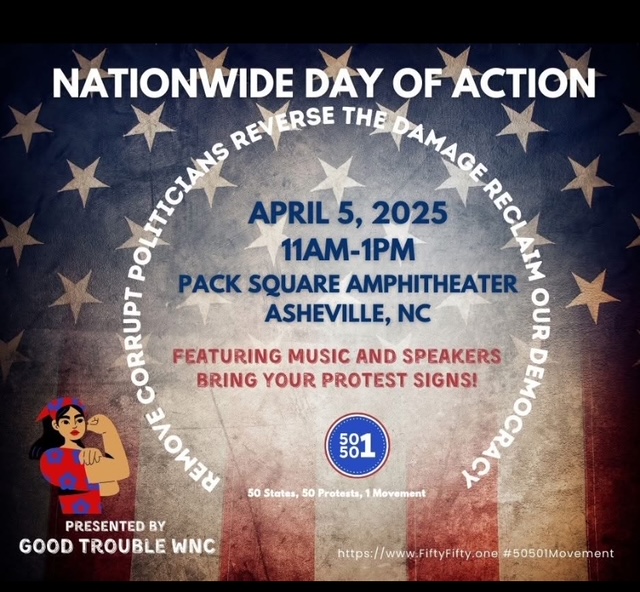 NATIONWIDE DAY OF ACTION
REMOVE CORRUPT POLITICIANS REVERSE THE DAMAGE RECLAIM OUR DEMOCRACY
APRIL 5, 2025
11AM-1PM
PACK SQUARE AMPHITHEATER
ASHEVILLE, NC
FEATURING MUSIC AND SPEAKERS
BRING YOUR PROTEST SIGNS!
50
50 1
50 States, 50 Protests, 1 Movement
PRESENTED BY
GOOD TROUBLE WNC
https://www.FiftyFifty.one #50501Movement